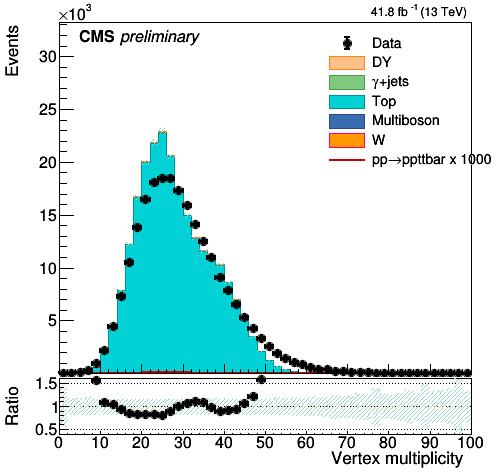 ×10³
41.8 fb⁻¹ (13 TeV)
CMS preliminary
Events
30
25
20
15
10
5
Data
DY
γ+jets
Top
Multiboson
W
pp→ppttbar x 1000
Ratio
1.5
1
0.5
0 10 20 30 40 50 60 70 80 90 100
Vertex multiplicity